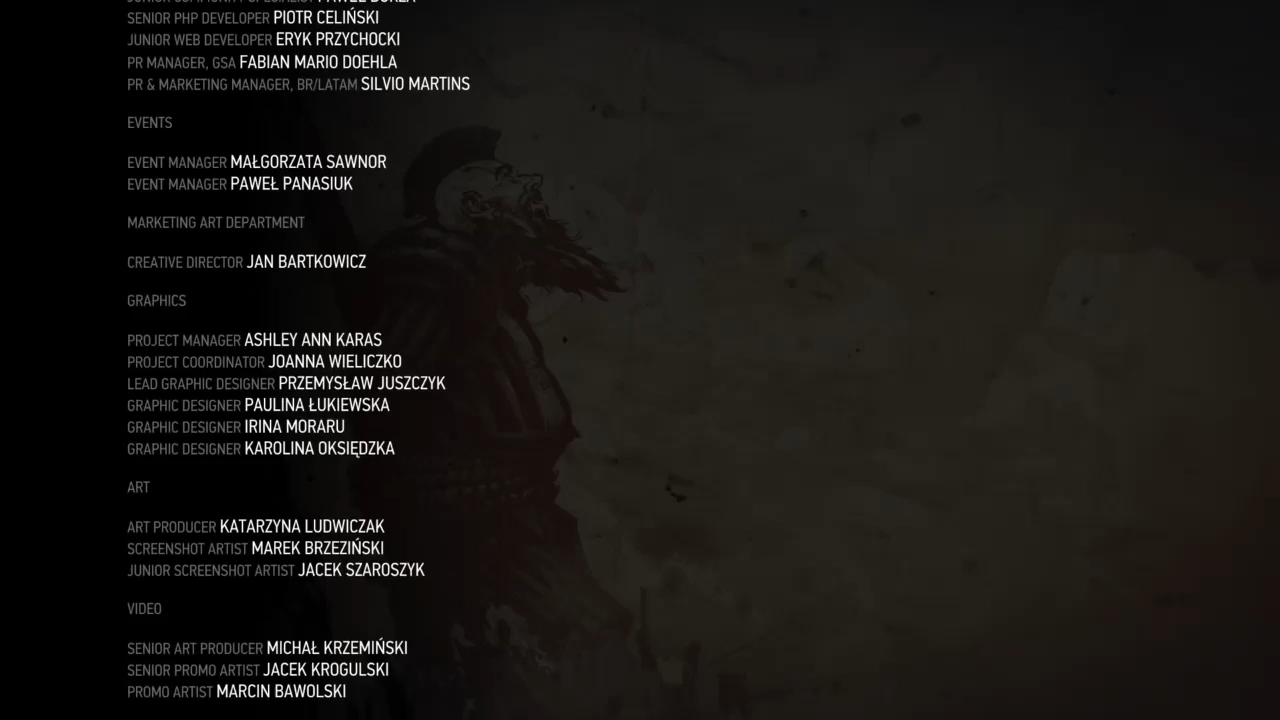 SENIOR PHP DEVELOPER PIOTR CELIŃSKI
JUNIOR WEB DEVELOPER ERYK PRZYCHOCKI
PR MANAGER, GSA FABIAN MARIO DOEHLA
PR & MARKETING MANAGER, BR/LATAM SILVIO MARTINS
EVENTS
EVENT MANAGER MAŁGORZATA SAWNOR
EVENT MANAGER PAWEŁ PANASIUK
MARKETING ART DEPARTMENT
CREATIVE DIRECTOR JAN BARTKOWICZ
GRAPHICS
PROJECT MANAGER ASHLEY ANN KARAS
PROJECT COORDINATOR JOANNA WIELICZKO
LEAD GRAPHIC DESIGNER PRZEMYSŁAW JUSZCZYK
GRAPHIC DESIGNER PAULINA ŁUKIEWSKA
GRAPHIC DESIGNER IRINA MORARU
GRAPHIC DESIGNER KAROLINA OKSIĘDZKA
ART
ART PRODUCER KATARZYNA LUDWICZAK
SCREENSHOT ARTIST MAREK BRZEZIŃSKI
JUNIOR SCREENSHOT ARTIST JACEK SZAROSZYK
VIDEO
SENIOR ART PRODUCER MICHAŁ KRZEMIŃSKI
SENIOR PROMO ARTIST JACEK KROGULSKI
PROMO ARTIST MARCIN BAWOLSKI